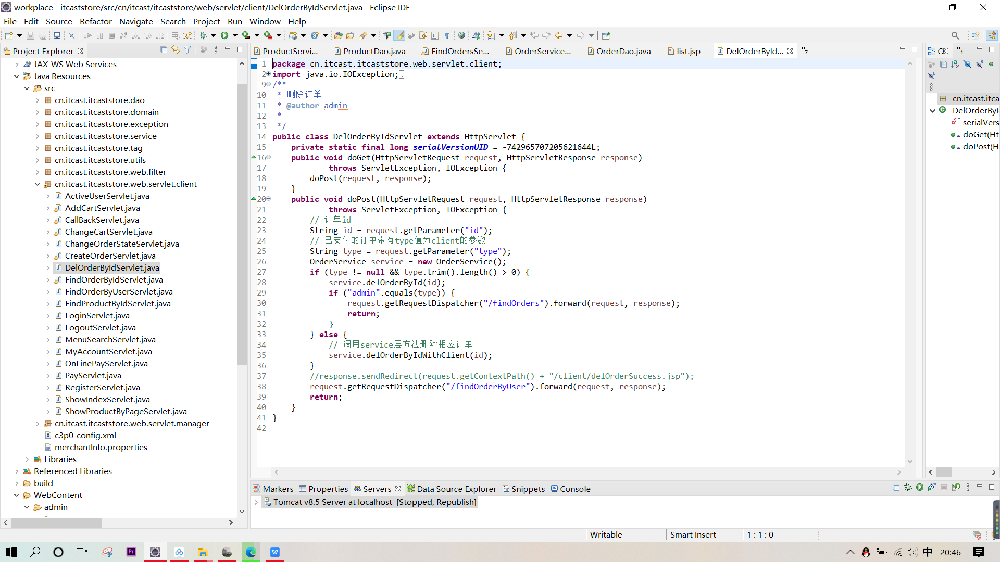 workplace - itcaststore/src/cn/itcast/itcaststore/web/servlet/client/DelOrderByIdServlet.java - Eclipse IDE
File Edit Source Refactor Navigate Search Project Run Window Help
Project Explorer
JAX-WS Web Services
Java Resources
src
cn.itcast.itcaststore.dao
cn.itcast.itcaststore.domain
cn.itcast.itcaststore.exception
cn.itcast.itcaststore.service
cn.itcast.itcaststore.tag
cn.itcast.itcaststore.utils
cn.itcast.itcaststore.web.filter
cn.itcast.itcaststore.web.servlet.client
ActiveUserServlet.java
AddCartServlet.java
CallBackServlet.java
ChangeCartServlet.java
ChangeOrderStateServlet.java
CreateOrderServlet.java
DelOrderByIdServlet.java
FindOrderByIdServlet.java
FindOrderByUserServlet.java
FindProductByIdServlet.java
LoginServlet.java
LogoutServlet.java
MenuSearchServlet.java
MyAccountServlet.java
OnLinePayServlet.java
PayServlet.java
RegisterServlet.java
ShowIndexServlet.java
ShowProductByPageServlet.java
cn.itcast.itcaststore.web.servlet.manager
c3p0-config.xml
merchantInfo.properties
Libraries
Referenced Libraries
build
WebContent
admin
ProductServi... ProductDao.java FindOrdersSe... OrderService... OrderDao.java list.jsp DelOrderById... »7
1 package cn.itcast.itcaststore.web.servlet.client;
2 import java.io.IOException;
9 /**
10 * 删除订单
11 * @author admin
12 *
13 */
14 public class DelOrderByIdServlet extends HttpServlet {
15 private static final long serialVersionUID = -742965707205621644L;
16 public void doGet(HttpServletRequest request, HttpServletResponse response)
17 throws ServletException, IOException {
18 doPost(request, response);
19 }
20 public void doPost(HttpServletRequest request, HttpServletResponse response)
21 throws ServletException, IOException {
22 // 订单id
23 String id = request.getParameter("id");
24 // 已支付的订单带有type值为client的参数
25 String type = request.getParameter("type");
26 OrderService service = new OrderService();
27 if (type != null && type.trim().length() > 0) {
28 service.delOrderById(id);
29 if ("admin".equals(type)) {
30 request.getRequestDispatcher("/findOrders").forward(request, response);
31 return;
32 }
33 } else {
34 // 调用service层方法删除相应订单
35 service.delOrderByIdWithClient(id);
36 }
37 //response.sendRedirect(request.getContextPath() + "/client/delOrderSuccess.jsp");
38 request.getRequestDispatcher("/findOrderByUser").forward(request, response);
39 return;
40 }
41 }
42
»1
cn.itcast.itca
DelOrderByI
serialVers
doGet(Ht
doPost(H
Markers Properties Servers Data Source Explorer Snippets Console
Tomcat v8.5 Server at localhost [Stopped, Republish]
Writable Smart Insert 1 : 1 : 0
Pr W 中 20:46